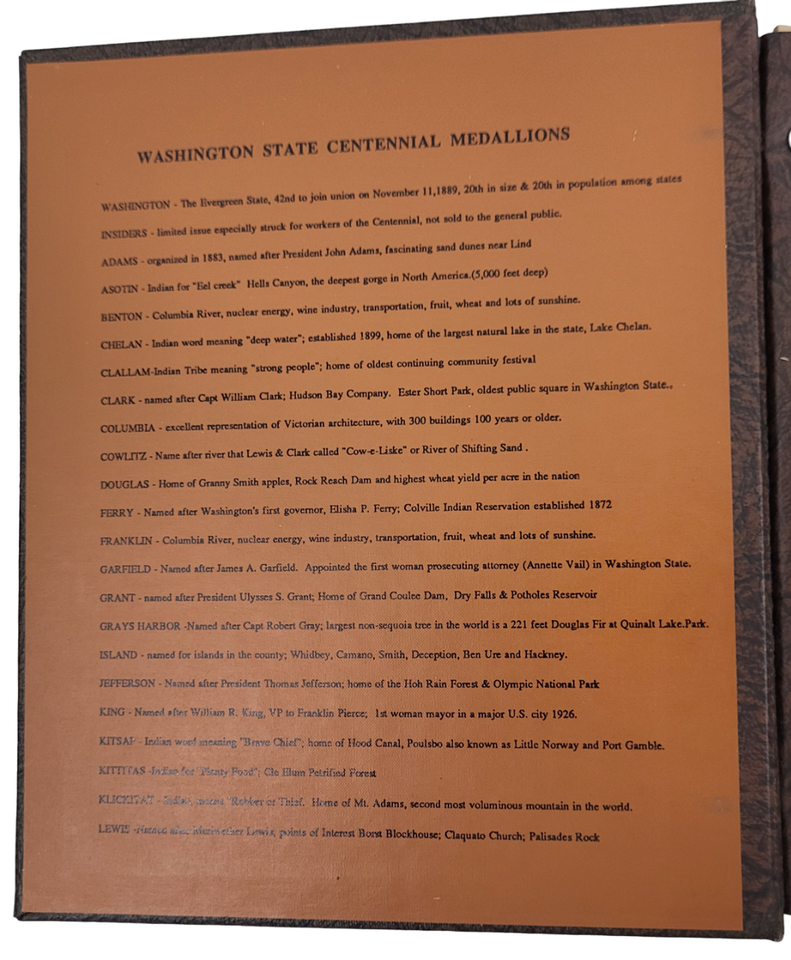 WASHINGTON STATE CENTENNIAL MEDALLIONS
WASHINGTON - The Evergreen State, 42nd to join union on November 11,1889, 20th in size & 20th in population among states
INSIDERS - limited issue especially struck for workers of the Centennial, not sold to the general public.
ADAMS - organized in 1883, named after President John Adams, fascinating sand dunes near Lind
ASOTIN - Indian for "Eel creek" Hells Canyon, the deepest gorge in North America.(5,000 feet deep)
BENTON - Columbia River, nuclear energy, wine industry, transportation, fruit, wheat and lots of sunshine.
CHELAN - Indian word meaning "deep water"; established 1899, home of the largest natural lake in the state, Lake Chelan.
CLALLAM-Indian Tribe meaning "strong people"; home of oldest continuing community festival
CLARK - named after Capt William Clark; Hudson Bay Company. Ester Short Park, oldest public square in Washington State..
COLUMBIA - excellent representation of Victorian architecture, with 300 buildings 100 years or older.
COWLITZ - Name after river that Lewis & Clark called "Cow-e-Liske" or River of Shifting Sand .
DOUGLAS - Home of Granny Smith apples, Rock Reach Dam and highest wheat yield per acre in the nation
FERRY - Named after Washington's first governor, Elisha P. Ferry; Colville Indian Reservation established 1872
FRANKLIN - Columbia River, nuclear energy, wine industry, transportation, fruit, wheat and lots of sunshine.
GARFIELD - Named after James A. Garfield. Appointed the first woman prosecuting attorney (Annette Vail) in Washington State.
GRANT - named after President Ulysses S. Grant; Home of Grand Coulee Dam, Dry Falls & Potholes Reservoir
GRAYS HARBOR -Named after Capt Robert Gray; largest non-sequoia tree in the world is a 221 feet Douglas Fir at Quinalt Lake.Park.
ISLAND - named for islands in the county; Whidbey, Camano, Smith, Deception, Ben Ure and Hackney.
JEFFERSON - Named after President Thomas Jefferson; home of the Hoh Rain Forest & Olympic National Park
KING - Named after William R. King, VP to Franklin Pierce; 1st woman mayor in a major U.S. city 1926.
KITSAP - Indian word meaning "Brave Chief"; home of Hood Canal, Poulsbo also known as Little Norway and Port Gamble.
KITTITAS -Indian for "Plenty Food"; Cle Elum Petrified Forest
KLICKITAT - Indian, means "Robber or Thief. Home of Mt. Adams, second most voluminous mountain in the world.
LEWIS -Named after Meriwether Lewis, points of Interest Borst Blockhouse; Claquato Church; Palisades Rock